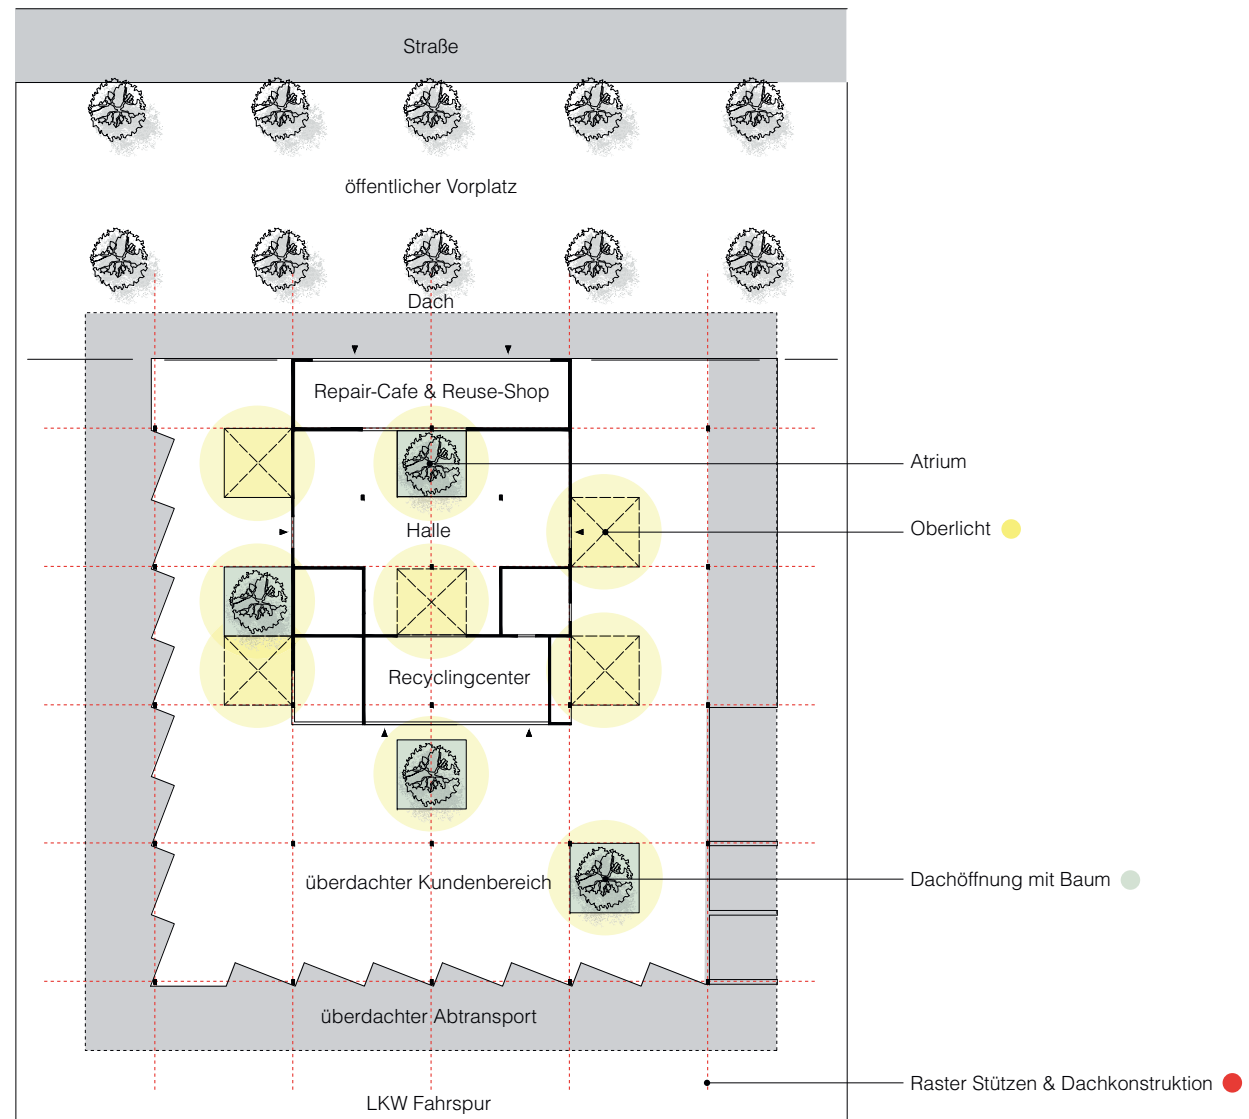 Straße
öffentlicher Vorplatz
Dach
Repair-Cafe & Reuse-Shop
Atrium
Halle
Oberlicht
Recyclingcenter
überdachter Kundenbereich
Dachöffnung mit Baum
überdachter Abtransport
Raster Stützen & Dachkonstruktion
LKW Fahrspur